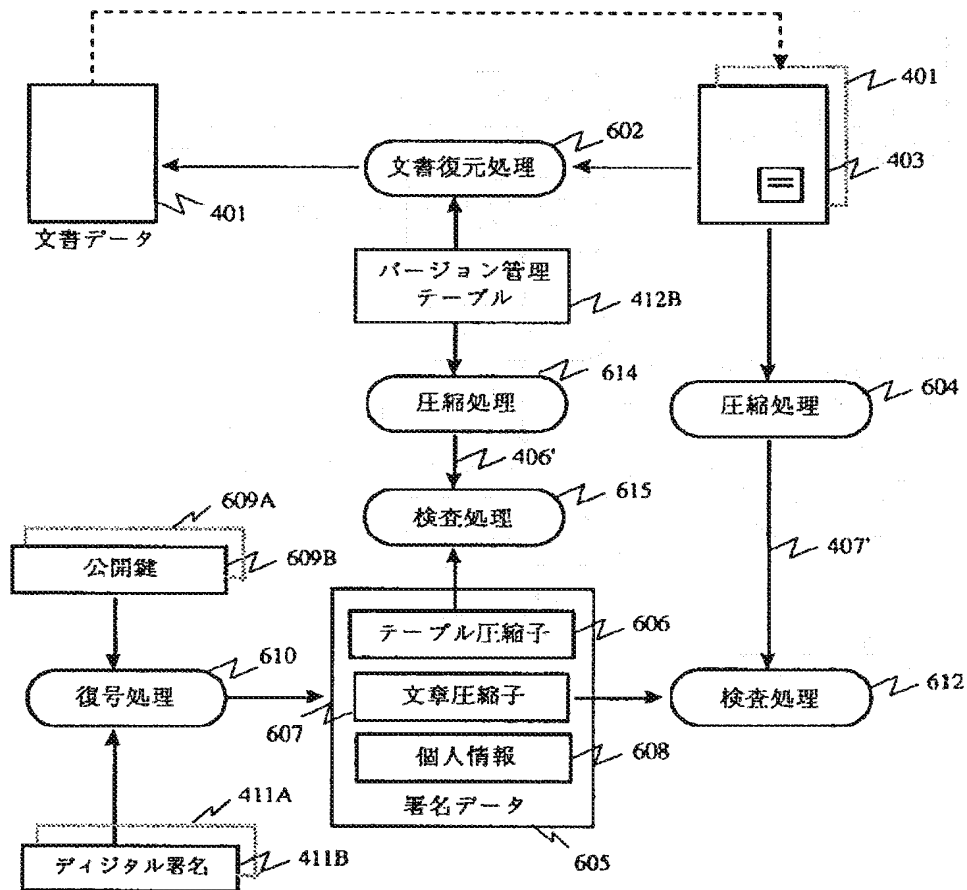 401
602
文書復元処理
403
401
文書データ
バージョン管理
テーブル
412B
614
圧縮処理
604
圧縮処理
406'
615
検査処理
609A
公開鍵
609B
407'
テーブル圧縮子
606
610
復号処理
文章圧縮子
607
612
検査処理
個人情報
608
署名データ
605
411A
ディジタル署名
411B